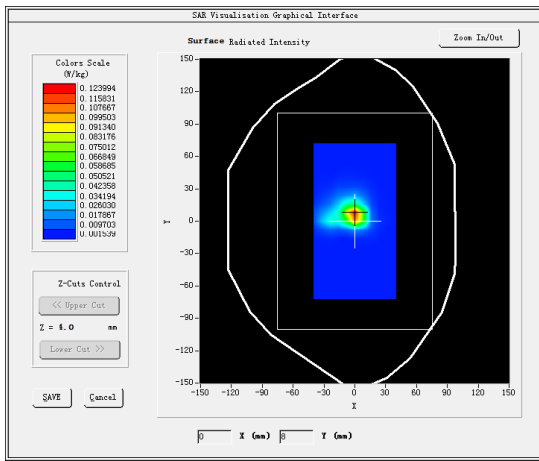 SAR Visualisation Graphical Interface
Surface Radiated Intensity
Zoom In/Out
Colors Scale
(W/kg)
0.123994
0.115831
0.107667
0.099503
0.091340
0.083176
0.075012
0.066849
0.058685
0.050521
0.042358
0.034194
0.026030
0.017867
0.009703
0.001539
Z-Cuts Control
<< Upper Cut
Z = 4.0 mm
Lower Cut >>
SAVE Cancel
150
120
90
60
30
Y 0
-30
-60
-90
-120
-150
-150 -120 -90 -60 -30 0 30 60 90 120 150
X
0 X (mm) 8 Y (mm)